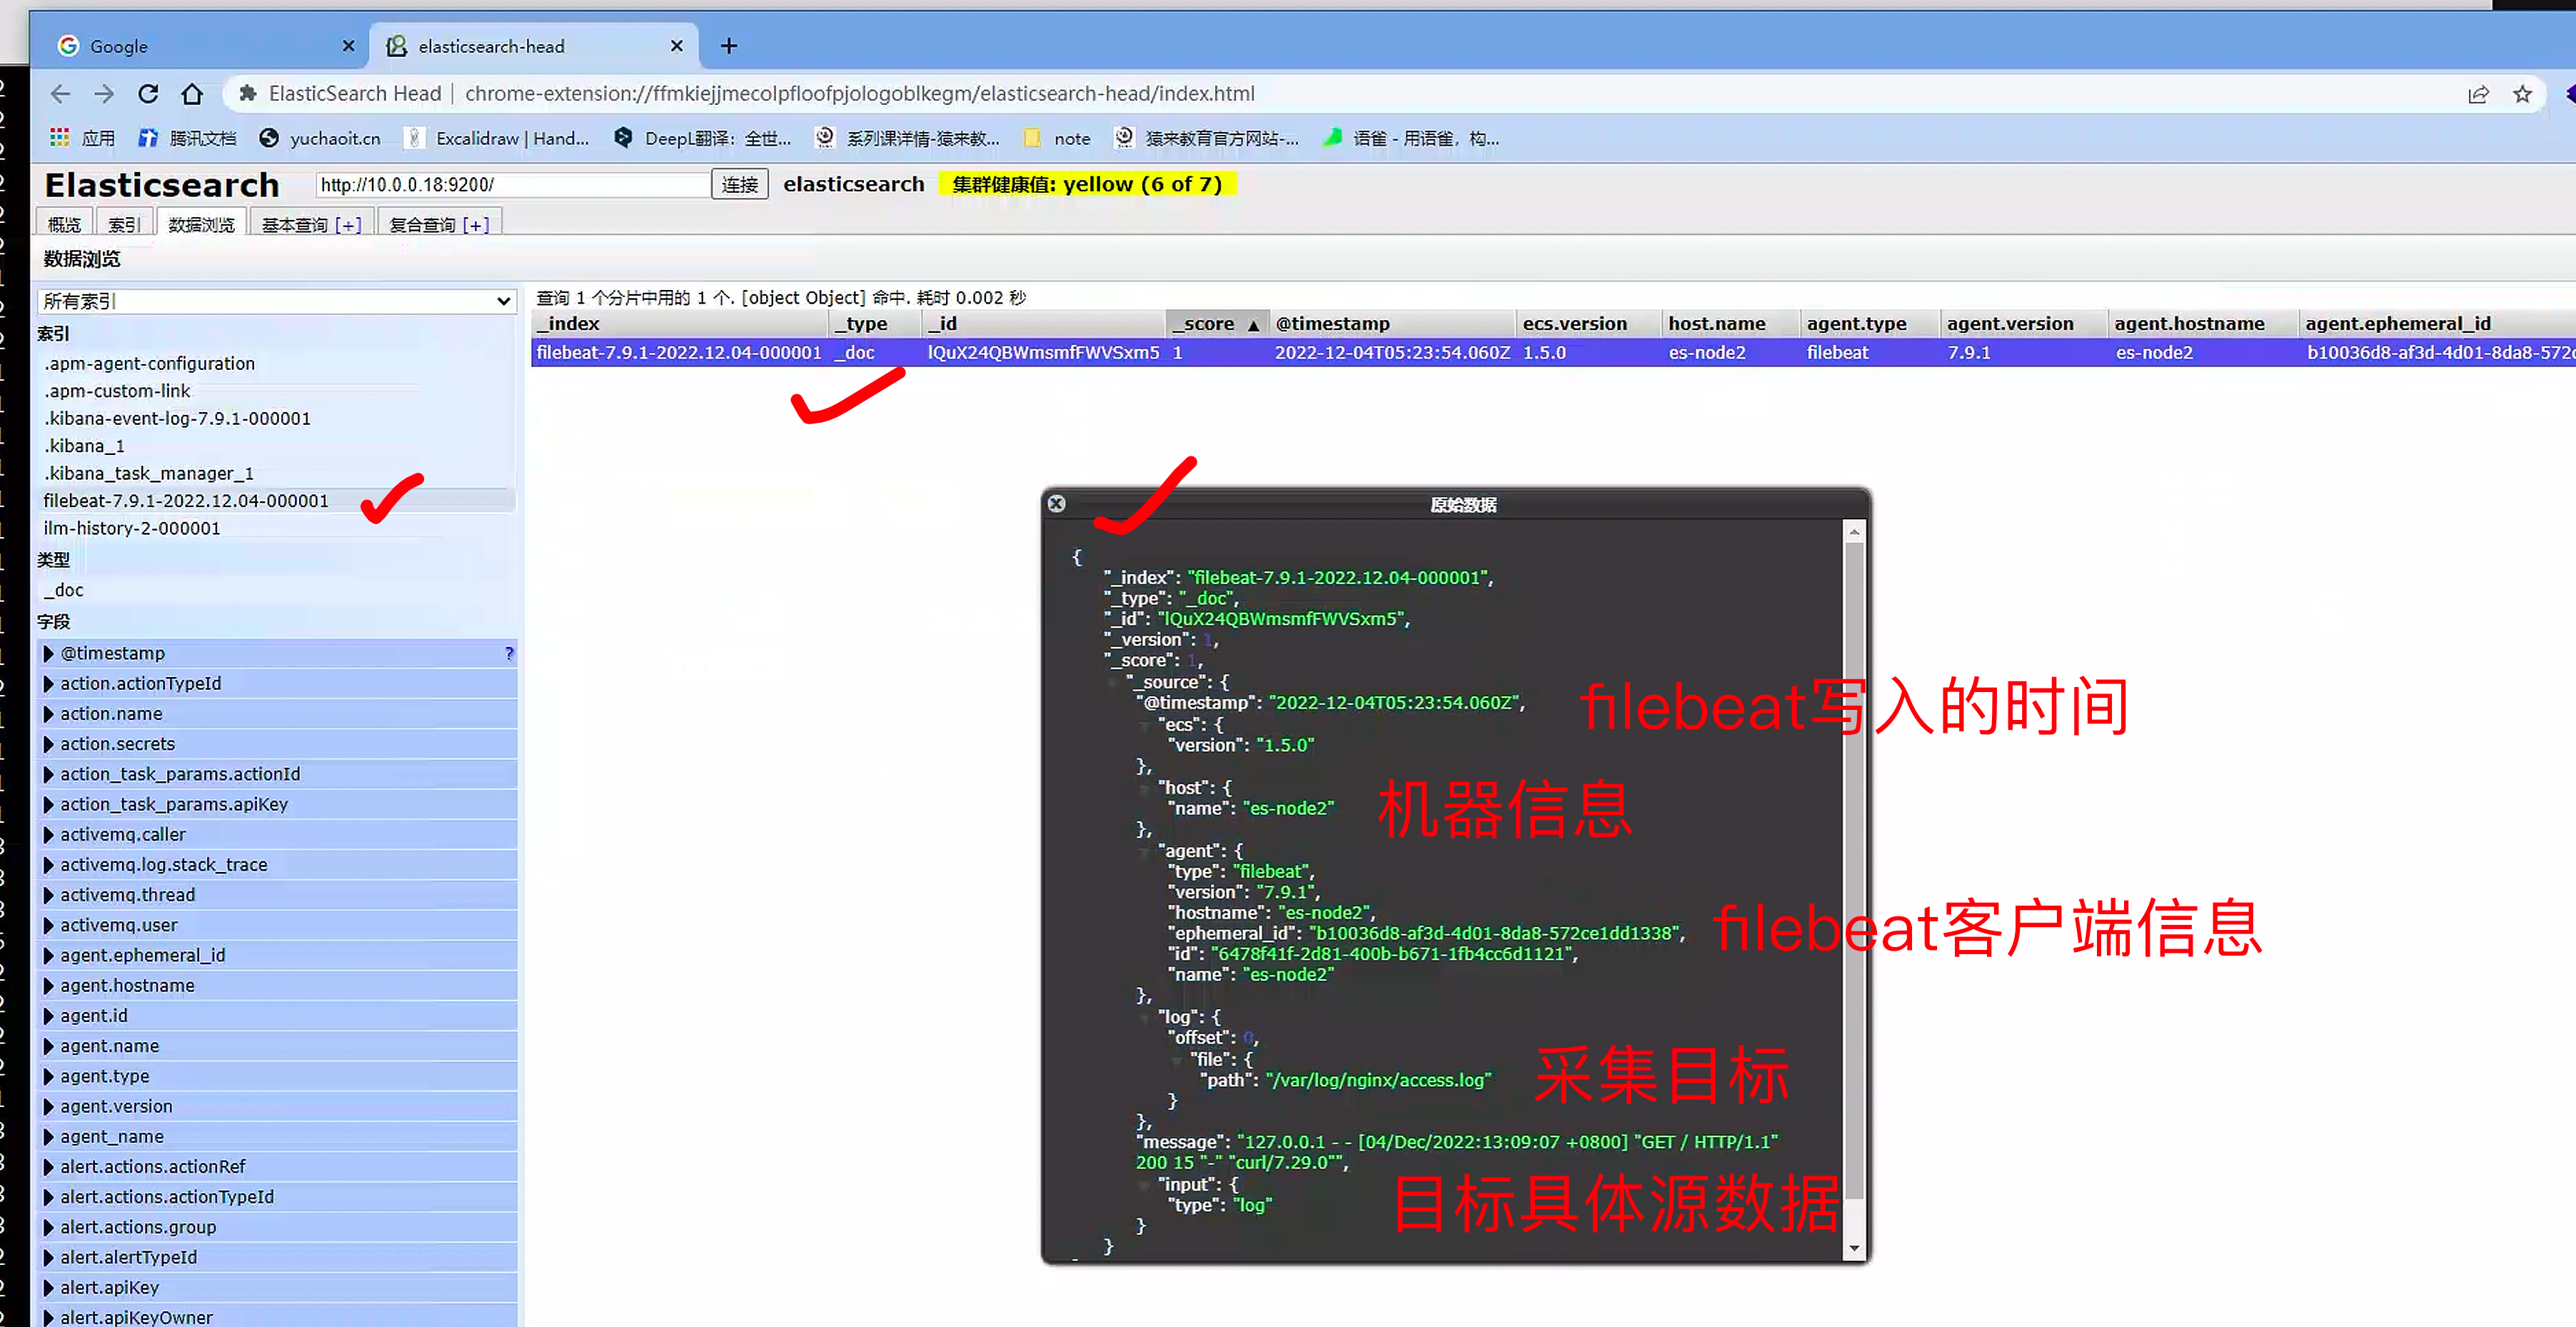 Google
elasticsearch-head
ElasticSearch Head | chrome-extension://ffmkiejjmecolpfloofpjologoblkegm/elasticsearch-head/index.html
应用 腾讯文档 yuchaoit.cn Excalidraw | Hand... DeepL翻译：全世... 系列课详情-猿来教... note 猿来教育官方网站-... 语雀 - 用语雀，构...
Elasticsearch http://10.0.0.18:9200/ 连接 elasticsearch 集群健康值: yellow (6 of 7)
概览 索引 数据浏览 基本查询 [+] 复合查询 [+]
数据浏览
所有索引
索引
.apm-agent-configuration
.apm-custom-link
.kibana-event-log-7.9.1-000001
.kibana_1
.kibana_task_manager_1
filebeat-7.9.1-2022.12.04-000001
ilm-history-2-000001
类型
_doc
字段
@timestamp ?
action.actionTypeId
action.name
action.secrets
action_task_params.actionId
action_task_params.apiKey
activemq.caller
activemq.log.stack_trace
activemq.thread
activemq.user
agent.ephemeral_id
agent.hostname
agent.id
agent.name
agent.type
agent.version
agent_name
alert.actions.actionRef
alert.actions.actionTypeId
alert.actions.group
alert.alertTypeId
alert.apiKey
alert.apiKeyOwner
查询 1 个分片中用的 1 个. [object Object] 命中. 耗时 0.002 秒
_index _type _id _score ▲ @timestamp ecs.version host.name agent.type agent.version agent.hostname agent.ephemeral_id
filebeat-7.9.1-2022.12.04-000001 _doc lQuX24QBWmsmfFWVSxm5 1 2022-12-04T05:23:54.060Z 1.5.0 es-node2 filebeat 7.9.1 es-node2 b10036d8-af3d-4d01-8da8-572c
原始数据
{
"_index": "filebeat-7.9.1-2022.12.04-000001",
"_type": "_doc",
"_id": "lQuX24QBWmsmfFWVSxm5",
"_version": 1,
"_score": 1,
"_source": {
"@timestamp": "2022-12-04T05:23:54.060Z",
filebeat写入的时间
"ecs": {
"version": "1.5.0"
},
"host": {
"name": "es-node2"
机器信息
},
"agent": {
"type": "filebeat",
"version": "7.9.1",
"hostname": "es-node2",
"ephemeral_id": "b10036d8-af3d-4d01-8da8-572ce1dd1338",
filebeat客户端信息
"id": "6478f41f-2d81-400b-b671-1fb4cc6d1121",
"name": "es-node2"
},
"log": {
"offset": 0,
"file": {
"path": "/var/log/nginx/access.log"
采集目标
}
},
"message": "127.0.0.1 - - [04/Dec/2022:13:09:07 +0800] "GET / HTTP/1.1"
200 15 "-" "curl/7.29.0"",
"input": {
"type": "log"
目标具体源数据
}
}